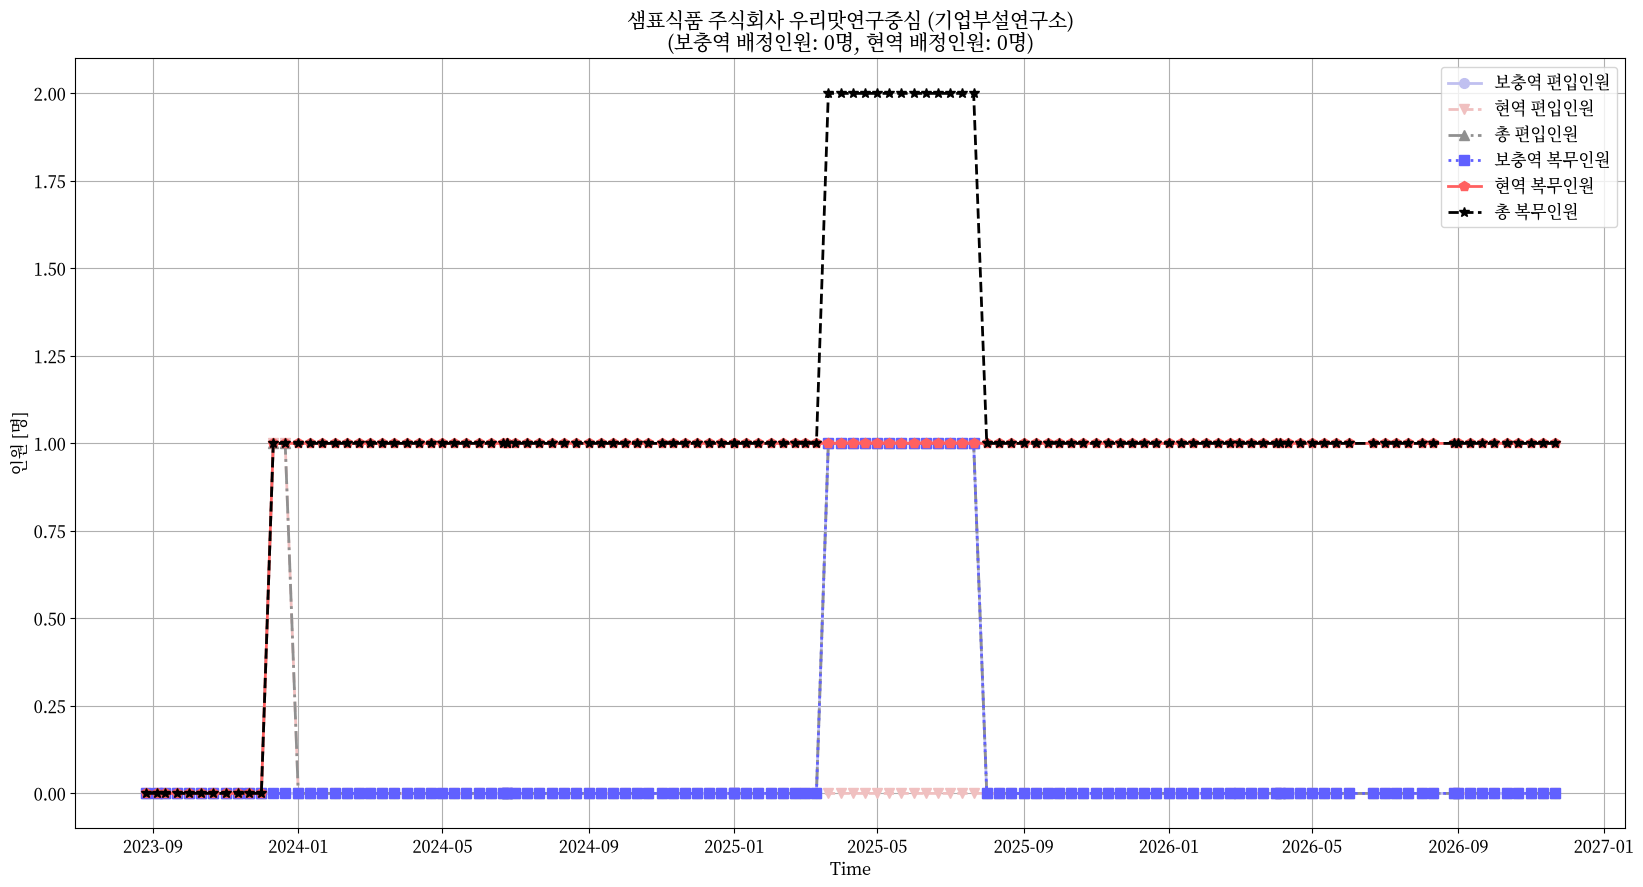 샘표식품 주식회사 우리맛연구중심 (기업부설연구소)
(보충역 배정인원: 0명, 현역 배정인원: 0명)
보충역 편입인원
현역 편입인원
총 편입인원
보충역 복무인원
현역 복무인원
총 복무인원
인원 [명]
2.00
1.75
1.50
1.25
1.00
0.75
0.50
0.25
0.00
2023-09
2024-01
2024-05
2024-09
2025-01
2025-05
2025-09
2026-01
2026-05
2026-09
2027-01
Time